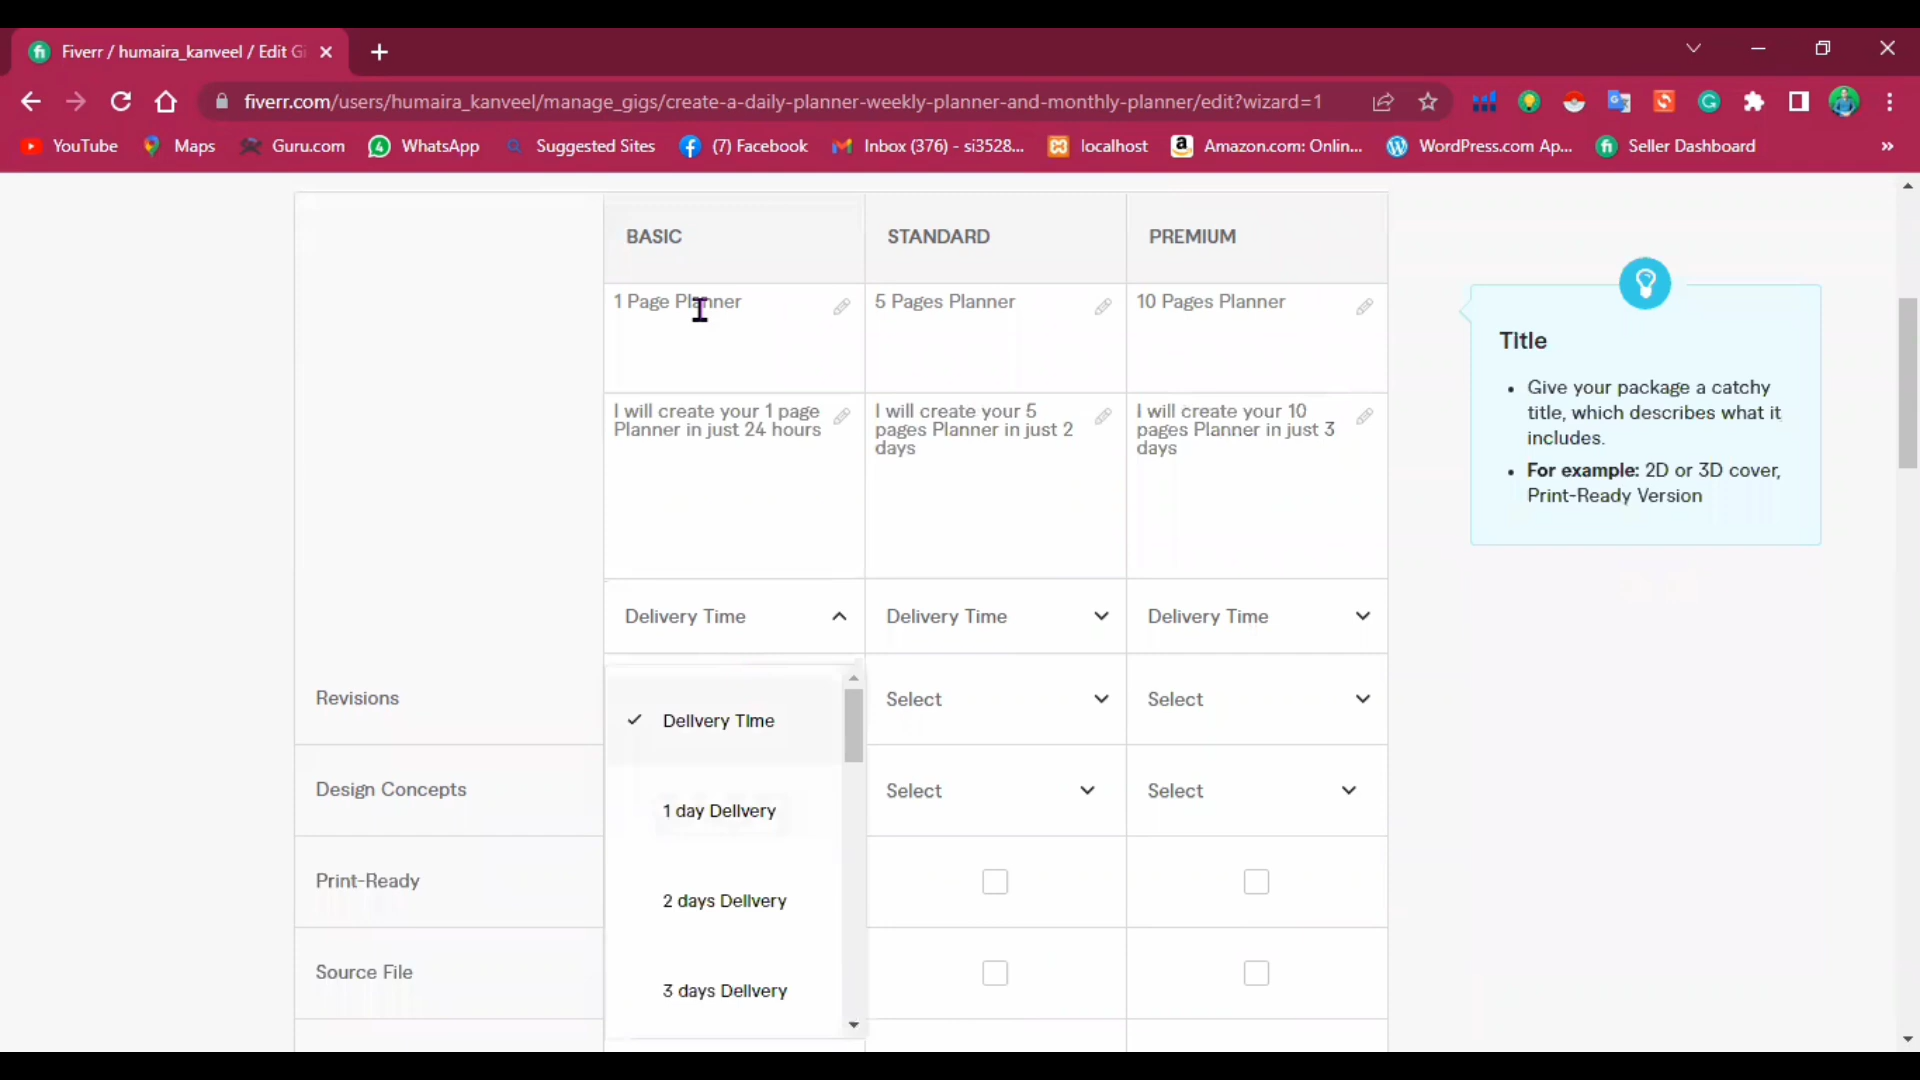 Fiverr / humaira_kanveel / Edit Gi
fiverr.com/users/humaira_kanveel/manage_gigs/create-a-daily-planner-weekly-planner-and-monthly-planner/edit?wizard=1
YouTube Maps Guru.com WhatsApp Suggested Sites (7) Facebook Inbox (376) - si3528... localhost Amazon.com: Onlin... WordPress.com Ap... Seller Dashboard »
BASIC STANDARD PREMIUM
1 Page Planner
5 Pages Planner
10 Pages Planner
I will create your 1 page
Planner in just 24 hours
I will create your 5
pages Planner in just 2
days
I will create your 10
pages Planner in just 3
days
Delivery Time Delivery Time Delivery Time
Revisions Select Select
Design Concepts Select Select
Print-Ready
Source File
Delivery Time
1 day Delivery
2 days Delivery
3 days Delivery
Title
• Give your package a catchy
title, which describes what it
includes.
• For example: 2D or 3D cover,
Print-Ready Version